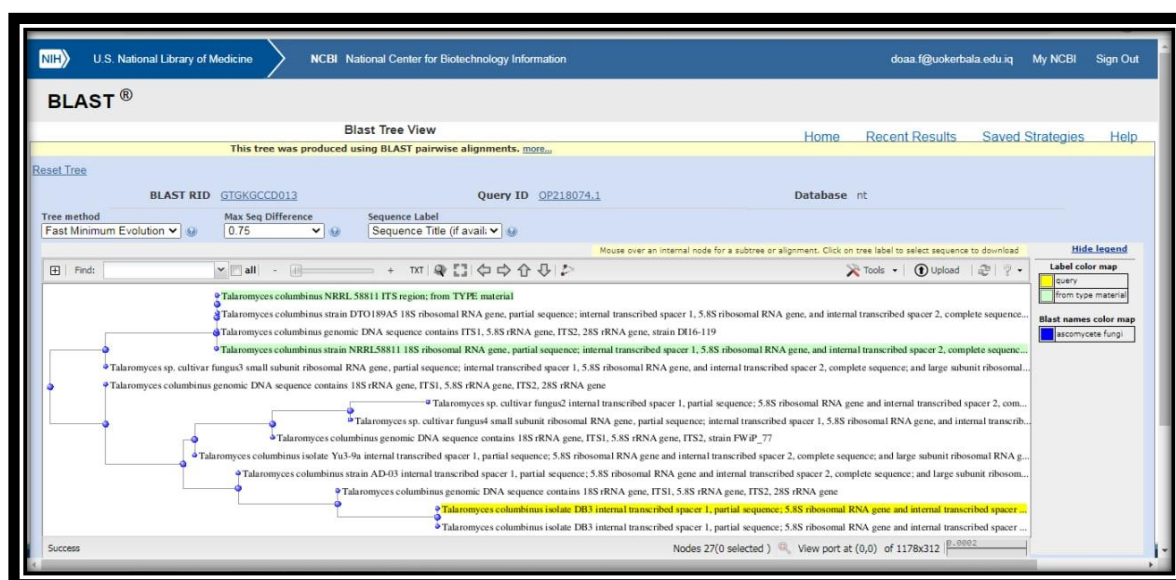 NIH U.S. National Library of Medicine NCBI National Center for Biotechnology Information doaa.f@uokerbala.edu.iq My NCBI Sign Out
BLAST ®
Blast Tree View
Home Recent Results Saved Strategies Help
This tree was produced using BLAST pairwise alignments. more...
Reset Tree
BLAST RID GTGKGCCD013 Query ID OP218074.1 Database nt
Tree method Max Seq Difference Sequence Label
Fast Minimum Evolution 0.75 Sequence Title (if avail:
Mouse over an internal node for a subtree or alignment. Click on tree label to select sequence to download Hide legend
Find: all - + TXT Tools Upload ?
Label color map
query
from type material
Blast names color map
ascomycete fungi
Talaromyces columbinus NRRL 58811 ITS region; from TYPE material
Talaromyces columbinus strain DTO189A5 18S ribosomal RNA gene, partial sequence; internal transcribed spacer 1, 5.8S ribosomal RNA gene, and internal transcribed spacer 2, complete sequence...
Talaromyces columbinus genomic DNA sequence contains ITS1, 5.8S rRNA gene, ITS2, 28S rRNA gene, strain DI16-119
Talaromyces columbinus strain NRRL58811 18S ribosomal RNA gene, partial sequence; internal transcribed spacer 1, 5.8S ribosomal RNA gene, and internal transcribed spacer 2, complete sequenc...
Talaromyces sp. cultivar fungus3 small subunit ribosomal RNA gene, partial sequence; internal transcribed spacer 1, 5.8S ribosomal RNA gene, and internal transcribed spacer 2, complete sequence; and large subunit ribosomal...
Talaromyces columbinus genomic DNA sequence contains 18S rRNA gene, ITS1, 5.8S rRNA gene, ITS2, 28S rRNA gene
Talaromyces sp. cultivar fungus2 internal transcribed spacer 1, partial sequence; 5.8S ribosomal RNA gene and internal transcribed spacer 2, com...
Talaromyces sp. cultivar fungus4 small subunit ribosomal RNA gene, partial sequence; internal transcribed spacer 1, 5.8S ribosomal RNA gene, and internal transcrib...
Talaromyces columbinus genomic DNA sequence contains 18S rRNA gene, ITS1, 5.8S rRNA gene, ITS2, strain FWiP_77
Talaromyces columbinus isolate Yu3-9a internal transcribed spacer 1, partial sequence; 5.8S ribosomal RNA gene and internal transcribed spacer 2, complete sequence; and large subunit ribosomal RNA g...
Talaromyces columbinus strain AD-03 internal transcribed spacer 1, partial sequence; 5.8S ribosomal RNA gene and internal transcribed spacer 2, complete sequence; and large subunit ribosom...
Talaromyces columbinus genomic DNA sequence contains 18S rRNA gene, ITS1, 5.8S rRNA gene, ITS2, 28S rRNA gene
Talaromyces columbinus isolate DB3 internal transcribed spacer 1, partial sequence; 5.8S ribosomal RNA gene and internal transcribed spacer ...
Talaromyces columbinus isolate DB3 internal transcribed spacer 1, partial sequence; 5.8S ribosomal RNA gene and internal transcribed spacer ...
Success Nodes 27(0 selected ) View port at (0,0) of 1178x312 0.0002